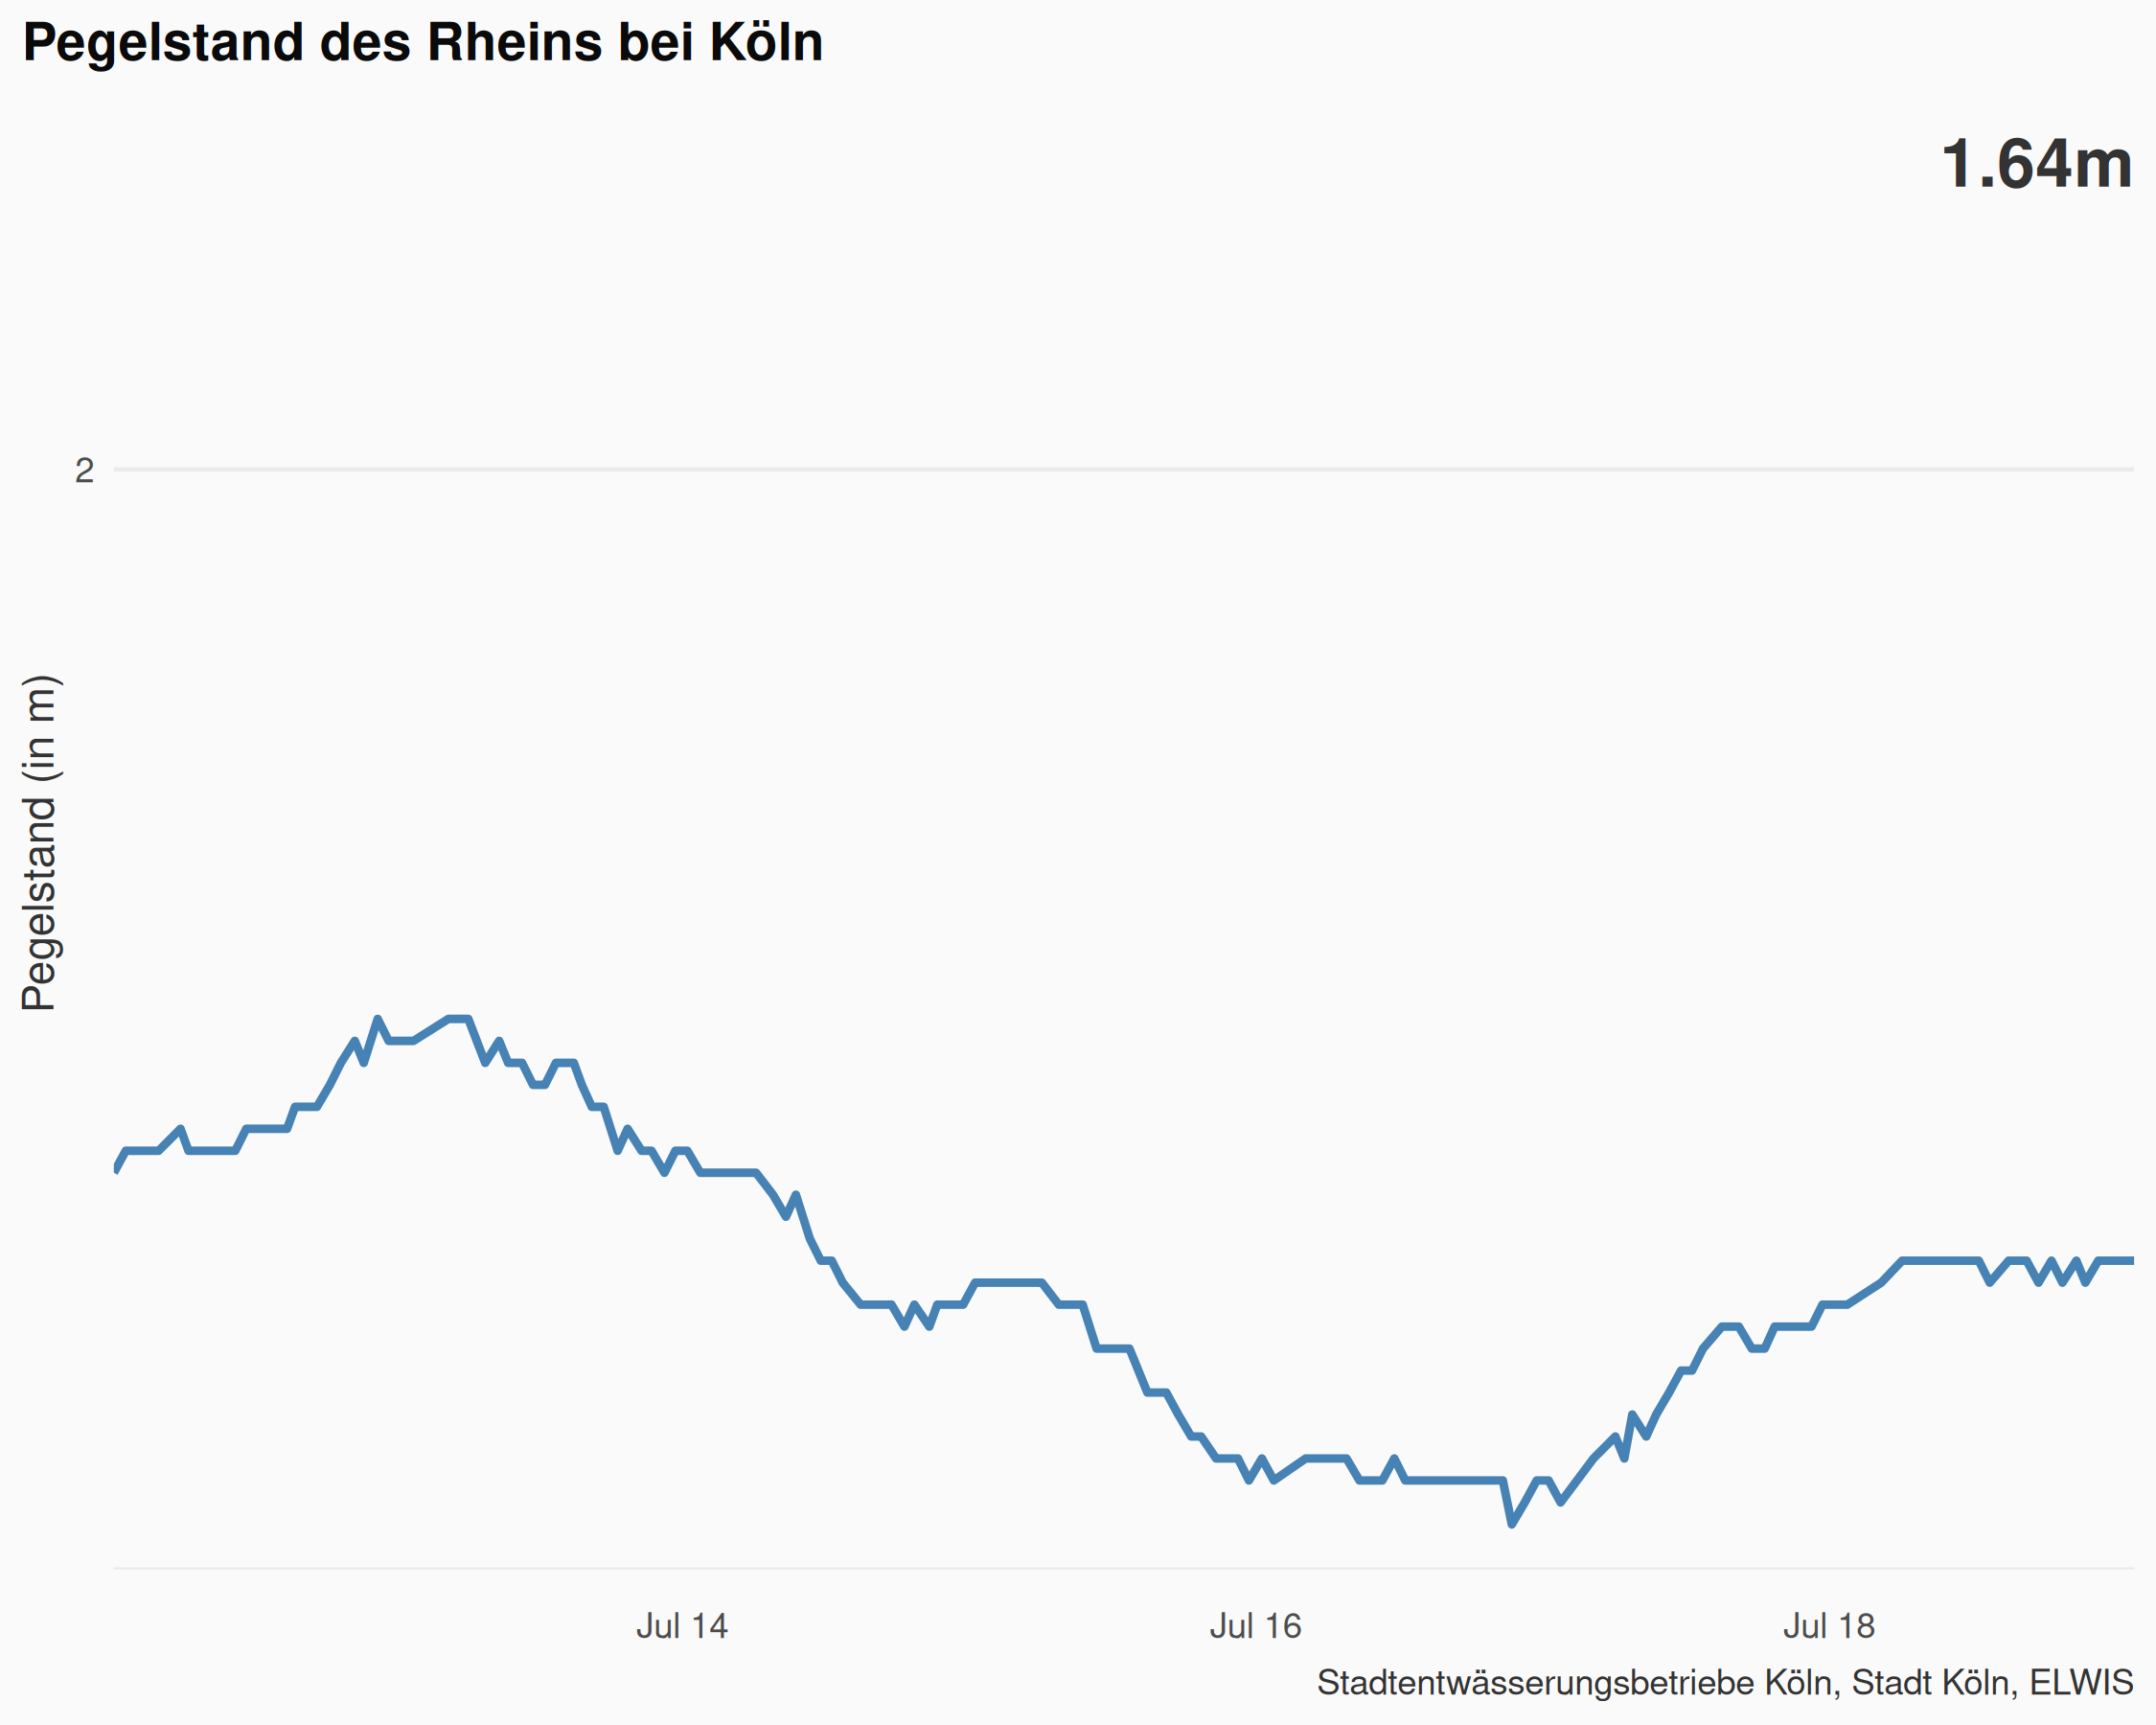 Pegelstand des Rheins bei Köln
1.64m
2
Pegelstand (in m)
Jul 14
Jul 16
Jul 18
Stadtentwässerungsbetriebe Köln, Stadt Köln, ELWIS